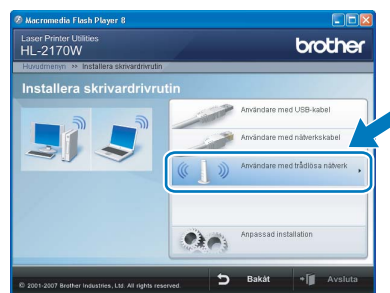 Macromedia Flash Player 8
Laser Printer Utilities
HL-2170W
brother
Huvudmenyn >> Installera skrivardrivrutin
Installera skrivardrivrutin
Användare med USB-kabel
Användare med nätverkskabel
Användare med trådlösa nätverk
Anpassad installation
© 2001-2007 Brother Industries, Ltd. All rights reserved.
Bakåt
Avsluta